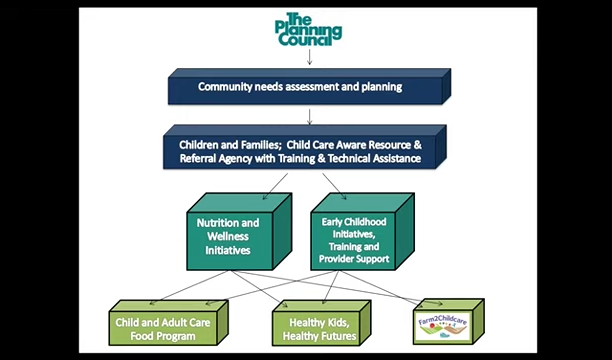 The
Planning
Council
Community needs assessment and planning
Children and Families; Child Care Aware Resource &
Referral Agency with Training & Technical Assistance
Nutrition and
Wellness
Initiatives
Early Childhood
Initiatives,
Training and
Provider Support
Child and Adult Care
Food Program
Healthy Kids,
Healthy Futures
Farm2Childcare